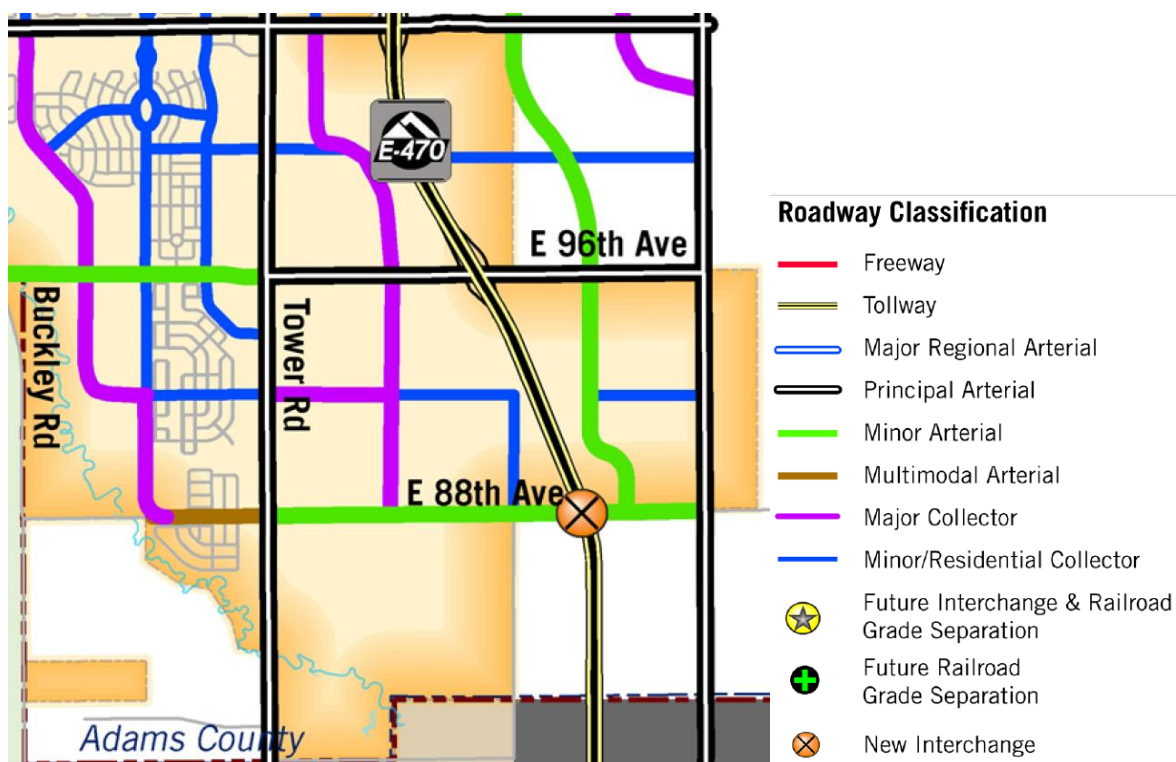 E-470
E 96th Ave
Buckley Rd
Tower Rd
E 88th Ave
Adams County
Roadway Classification
Freeway
Tollway
Major Regional Arterial
Principal Arterial
Minor Arterial
Multimodal Arterial
Major Collector
Minor/Residential Collector
Future Interchange & Railroad
Grade Separation
Future Railroad
Grade Separation
New Interchange